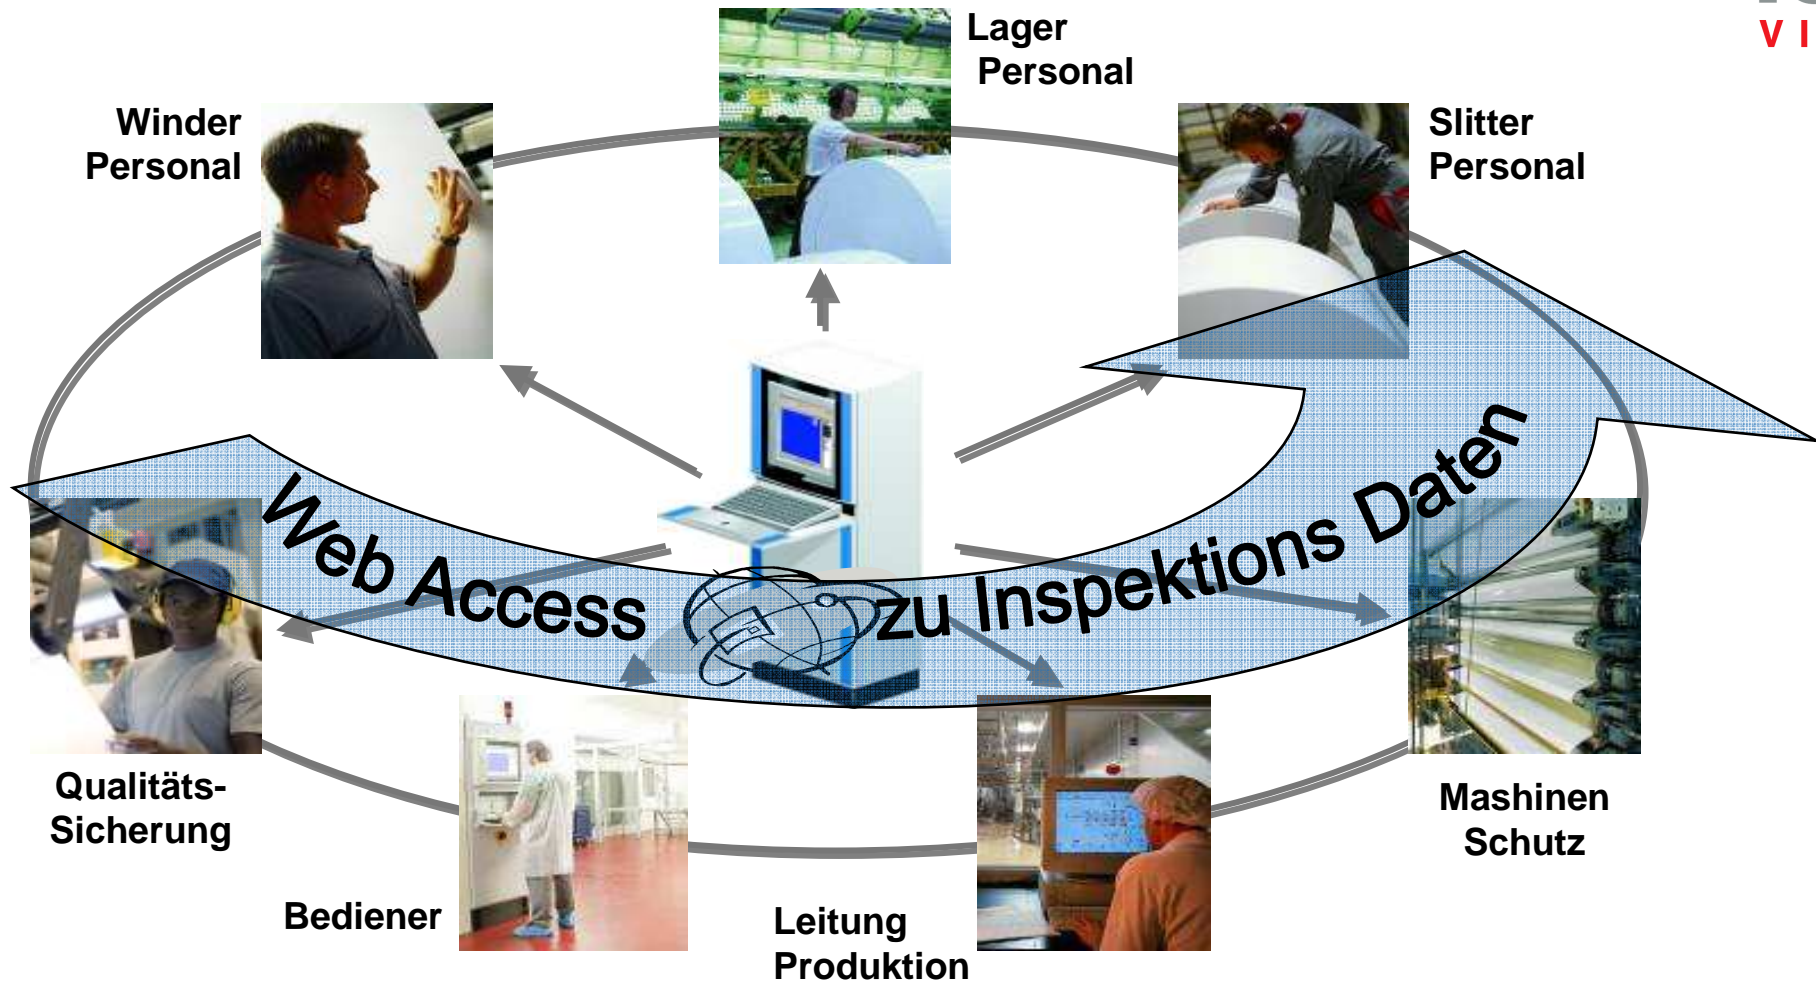 Lager
Personal
Winder
Personal
Slitter
Personal
Web Access zu Inspektions Daten
Qualitäts-
Sicherung
Mashinen
Schutz
Bediener
Leitung
Produktion